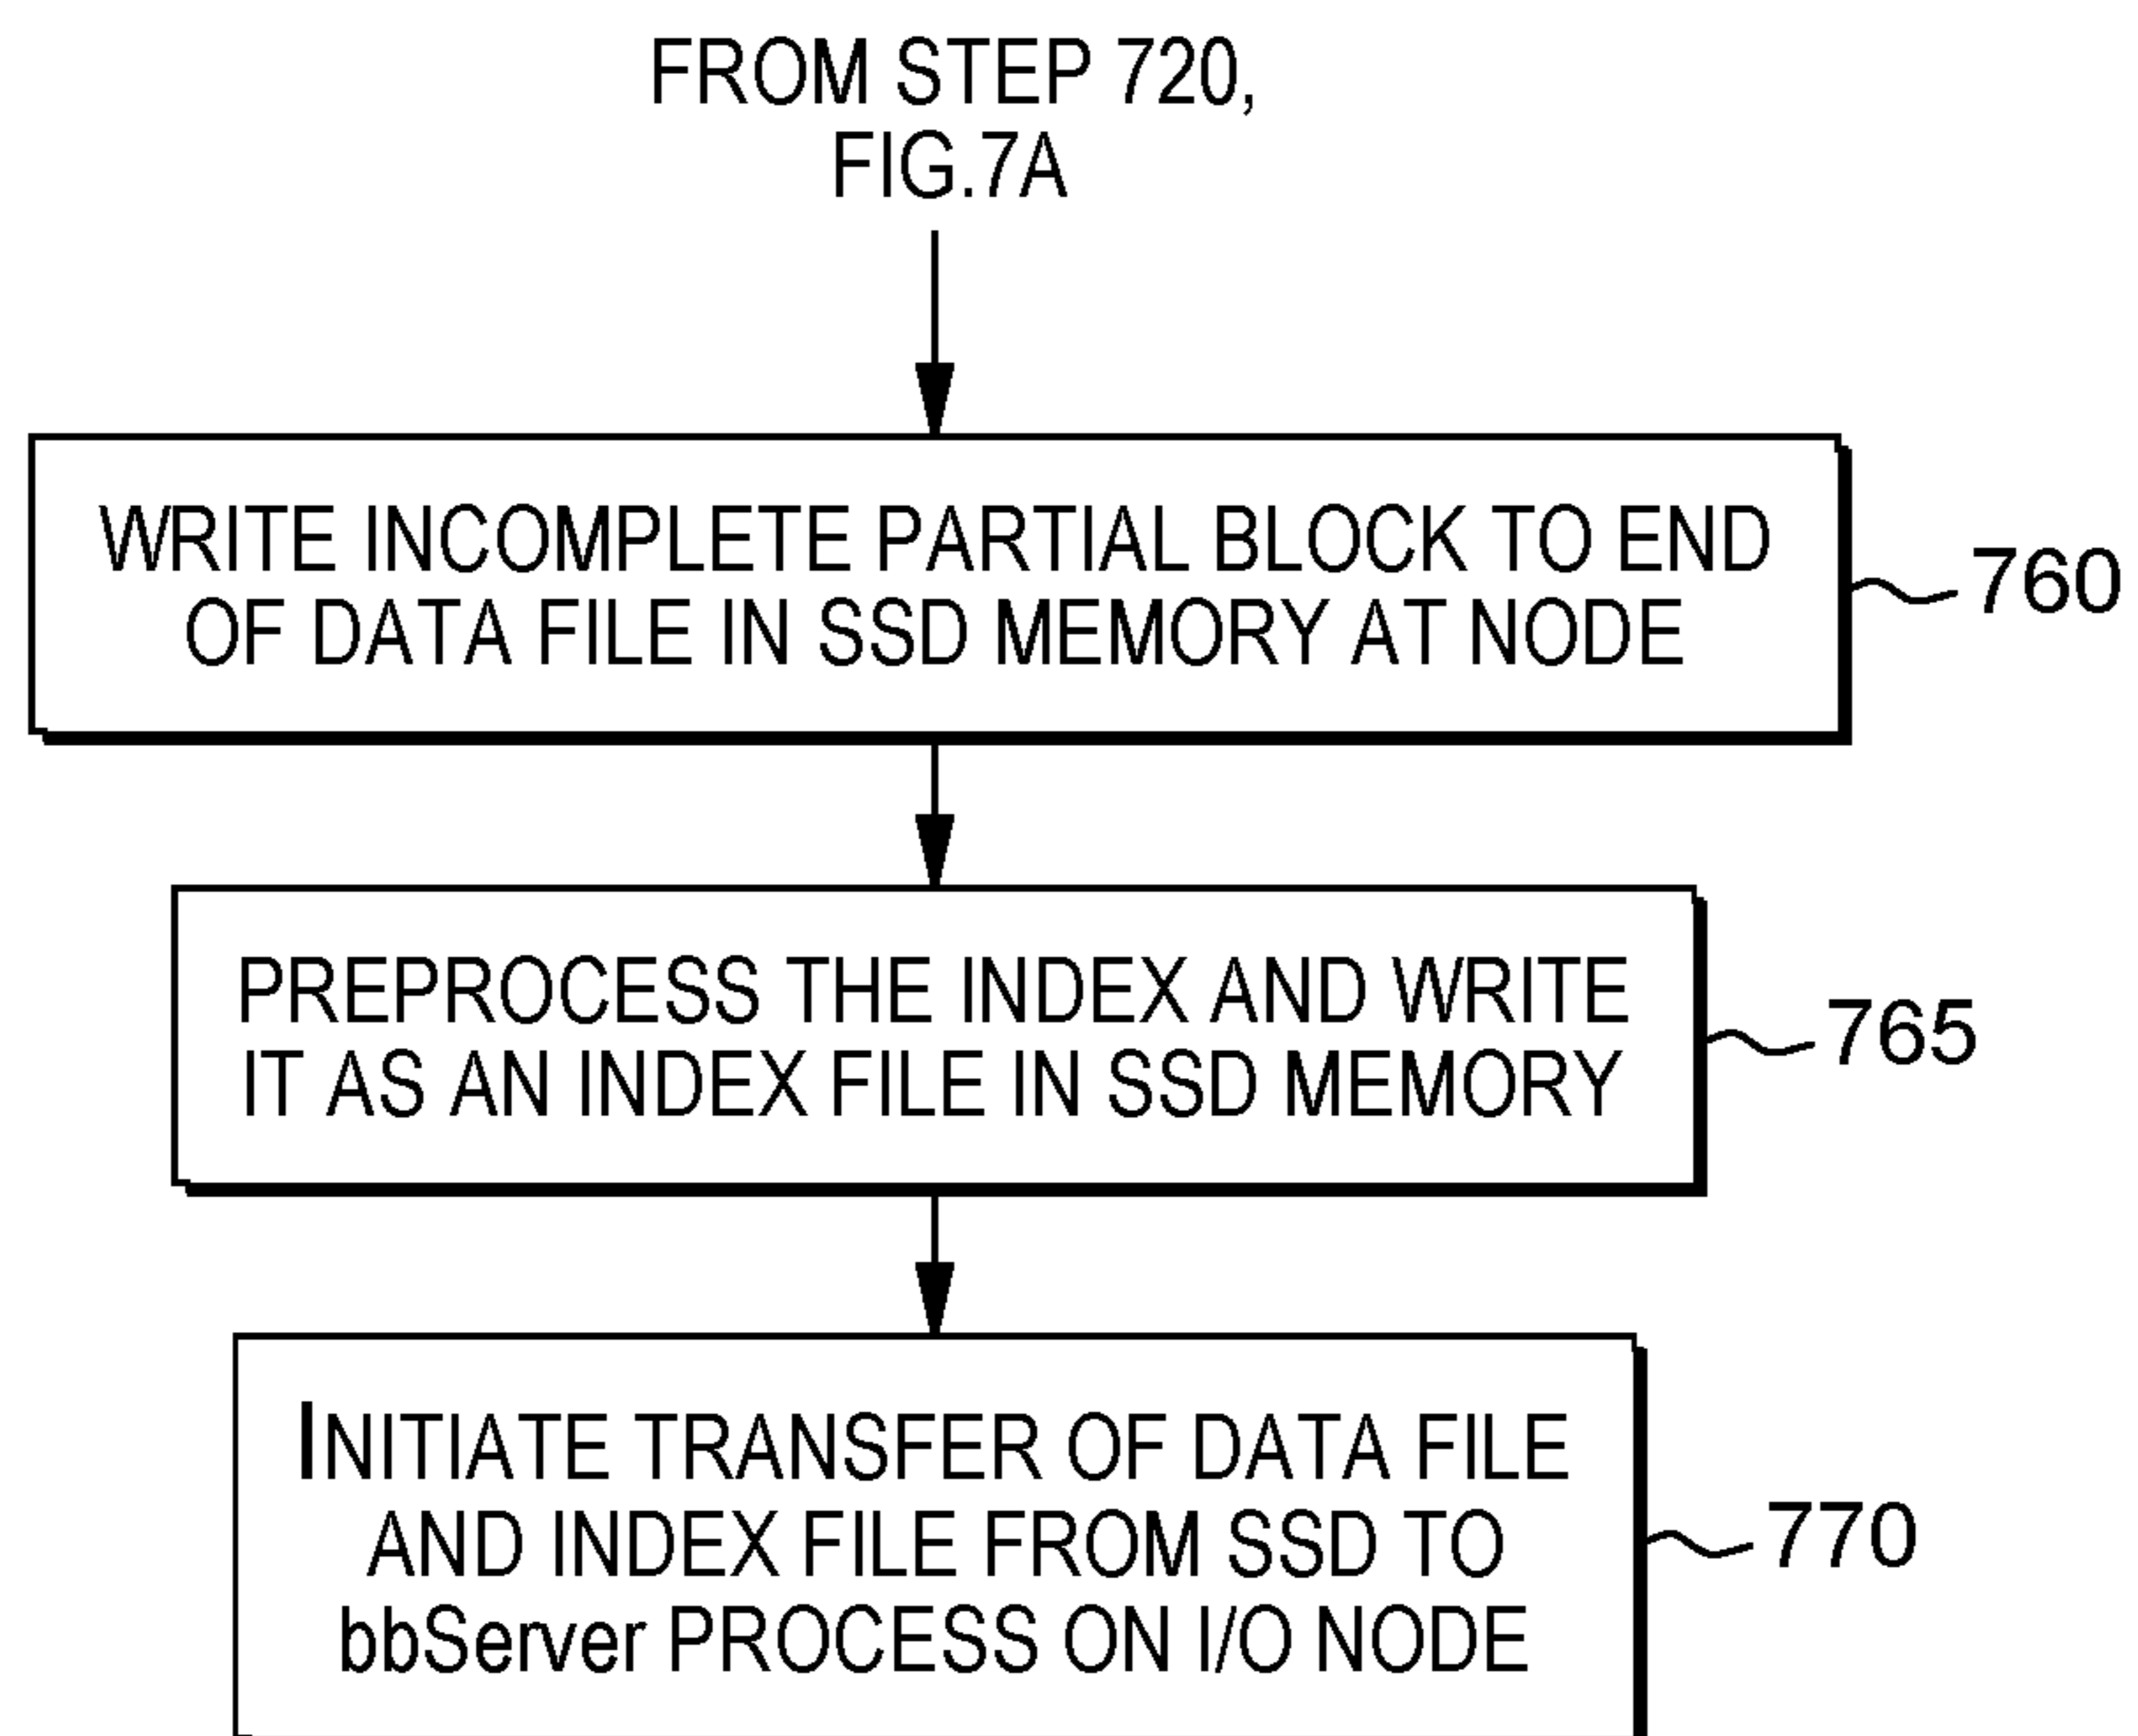 FROM STEP 720,
FIG.7A
WRITE INCOMPLETE PARTIAL BLOCK TO END
OF DATA FILE IN SSD MEMORY AT NODE
760
PREPROCESS THE INDEX AND WRITE
IT AS AN INDEX FILE IN SSD MEMORY
765
INITIATE TRANSFER OF DATA FILE
AND INDEX FILE FROM SSD TO
bbServer PROCESS ON I/O NODE
770